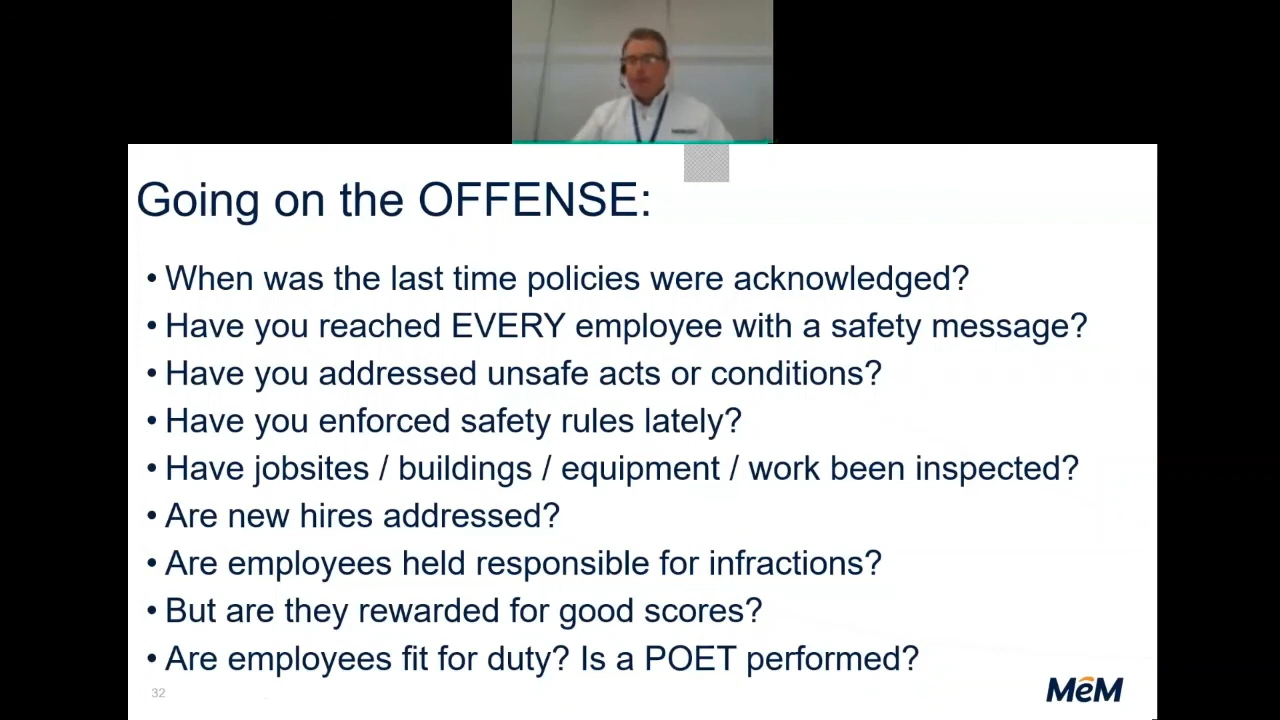 Going on the OFFENSE:
• When was the last time policies were acknowledged?
• Have you reached EVERY employee with a safety message?
• Have you addressed unsafe acts or conditions?
• Have you enforced safety rules lately?
• Have jobsites / buildings / equipment / work been inspected?
• Are new hires addressed?
• Are employees held responsible for infractions?
• But are they rewarded for good scores?
• Are employees fit for duty? Is a POET performed?
32
MeM